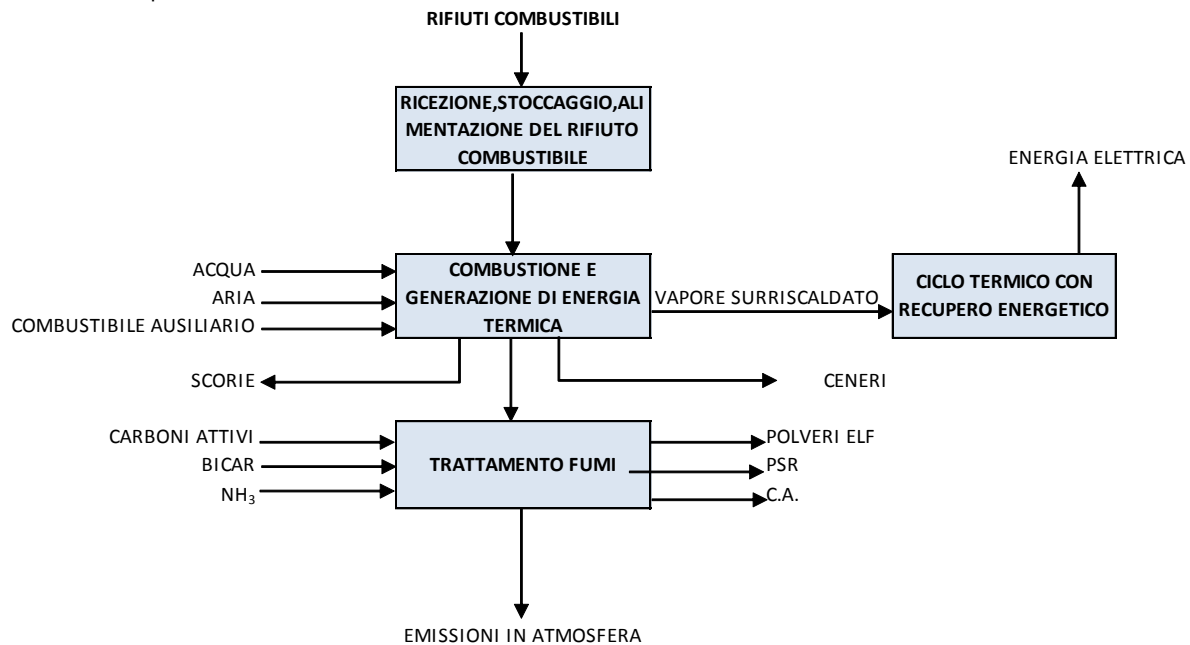 RIFIUTI COMBUSTIBILI
RICEZIONE,STOCCAGGIO,ALI
MENTAZIONE DEL RIFIUTO
COMBUSTIBILE
ENERGIA ELETTRICA
ACQUA
ARIA
COMBUSTIBILE AUSILIARIO
COMBUSTIONE E
GENERAZIONE DI ENERGIA
TERMICA
VAPORE SURRISCALDATO
CICLO TERMICO CON
RECUPERO ENERGETICO
SCORIE
CENERI
CARBONI ATTIVI
BICAR
NH₃
TRATTAMENTO FUMI
POLVERI ELF
PSR
C.A.
EMISSIONI IN ATMOSFERA